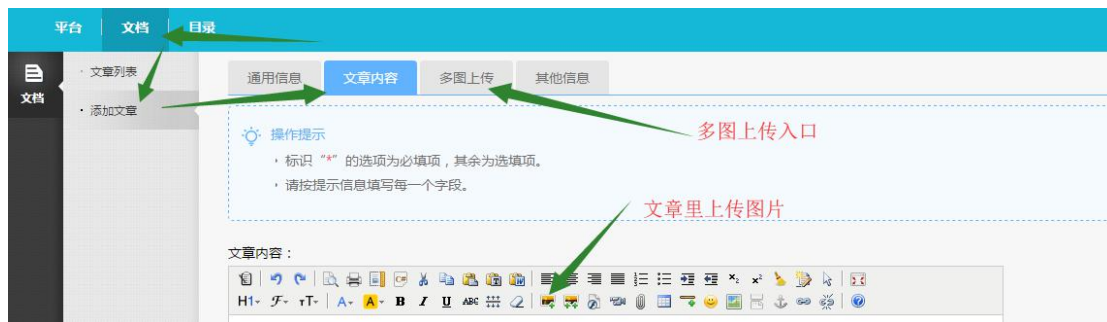 平台 文档 目录
文档
· 文章列表
· 添加文章
通用信息 文章内容 多图上传 其他信息
操作提示
· 标识“*”的选项为必填项，其余为选填项。
· 请按提示信息填写每一个字段。
多图上传入口
文章里上传图片
文章内容：
H1 F тT A A B I U ABC